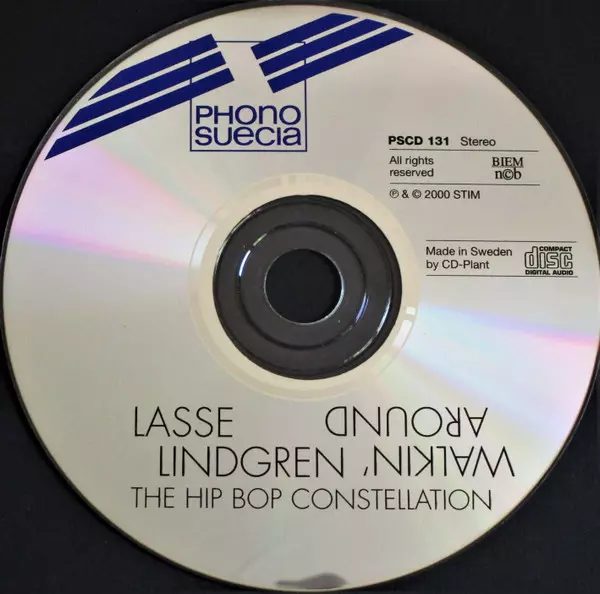 PHONO
SUECIA
PSCD 131 Stereo
All rights
reserved
BIEM
n©b
℗ & © 2000 STIM
Made in Sweden
by CD-Plant
COMPACT
disc
DIGITAL AUDIO
LASSE
LINDGREN
WALKIN'
AROUND
THE HIP BOP CONSTELLATION